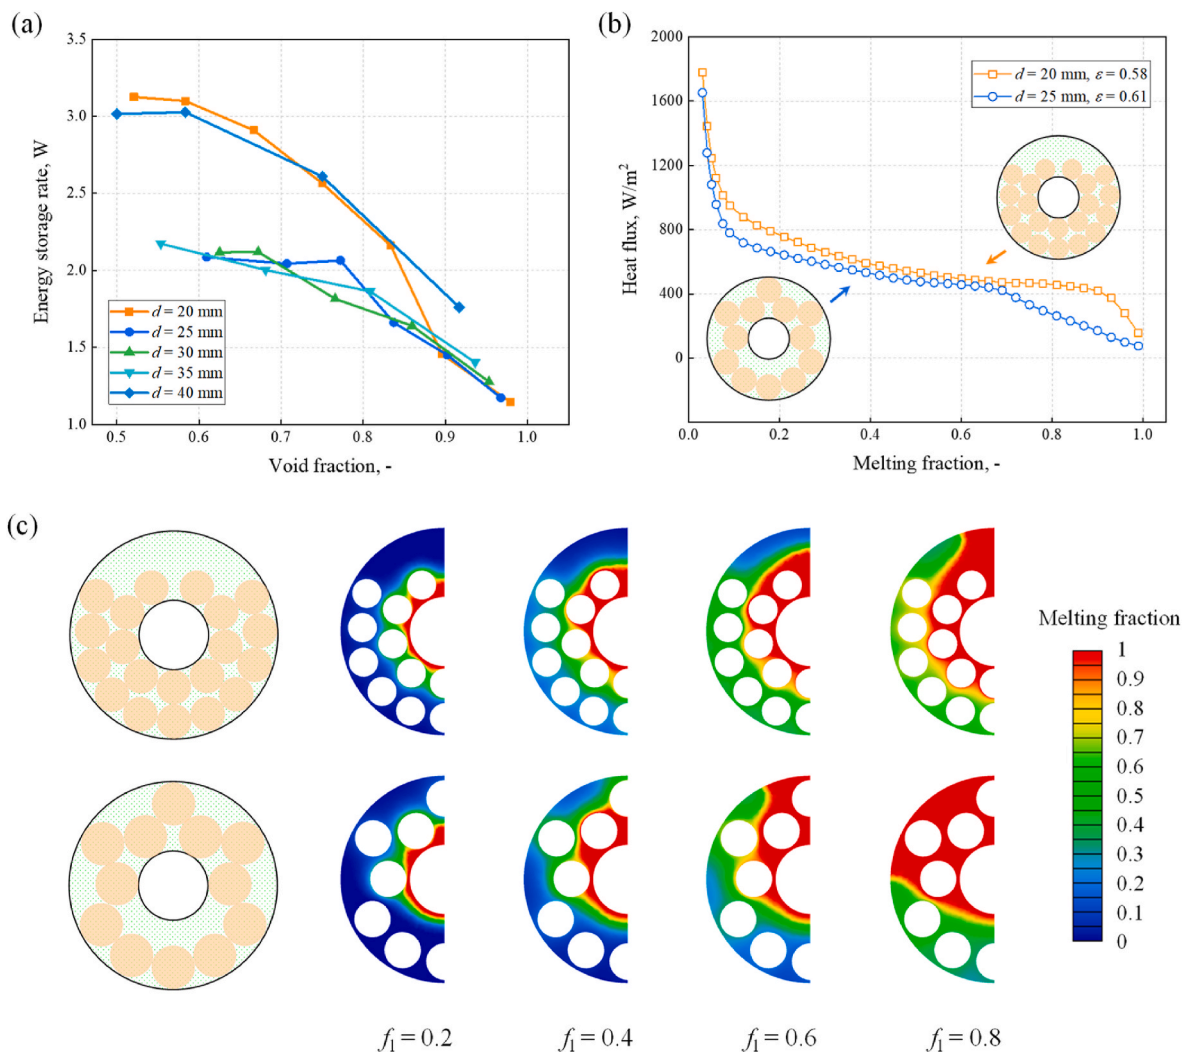 (a)
3.5
3.0
2.5
2.0
1.5
1.0
Energy storage rate, W
d = 20 mm
d = 25 mm
d = 30 mm
d = 35 mm
d = 40 mm
0.5 0.6 0.7 0.8 0.9 1.0
Void fraction, -
(b)
2000
1600
1200
800
400
0
Heat flux, W/m²
d = 20 mm, ε = 0.58
d = 25 mm, ε = 0.61
0.0 0.2 0.4 0.6 0.8 1.0
Melting fraction, -
(c)
Melting fraction
1
0.9
0.8
0.7
0.6
0.5
0.4
0.3
0.2
0.1
0
f₁ = 0.2 f₁ = 0.4 f₁ = 0.6 f₁ = 0.8